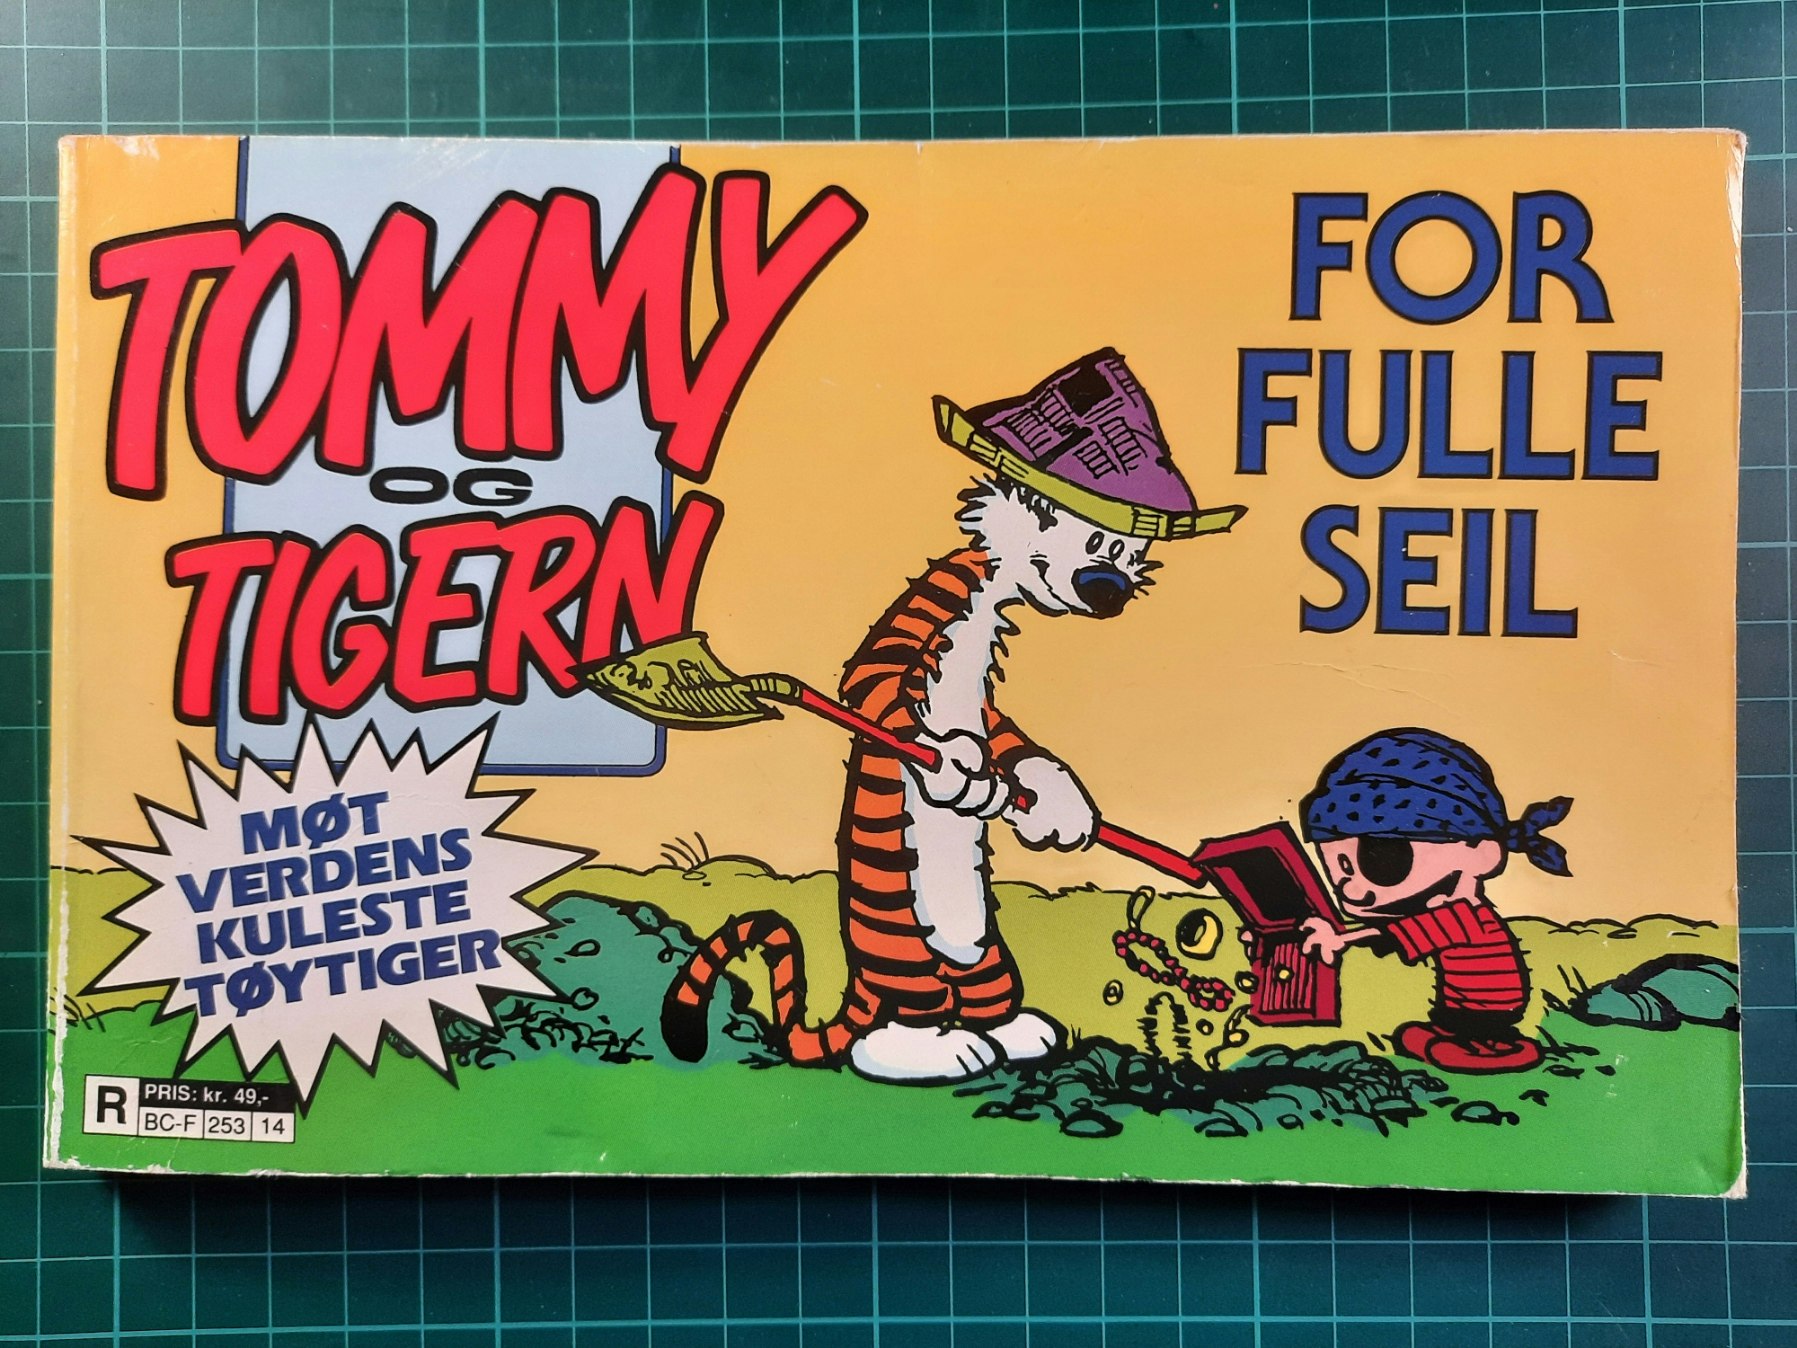 TOMMY
OG
TIGERN
FOR
FULLE
SEIL
MØT
VERDENS
KULESTE
TØYTIGER
R
PRIS: kr. 49,-
BC-F 253 14